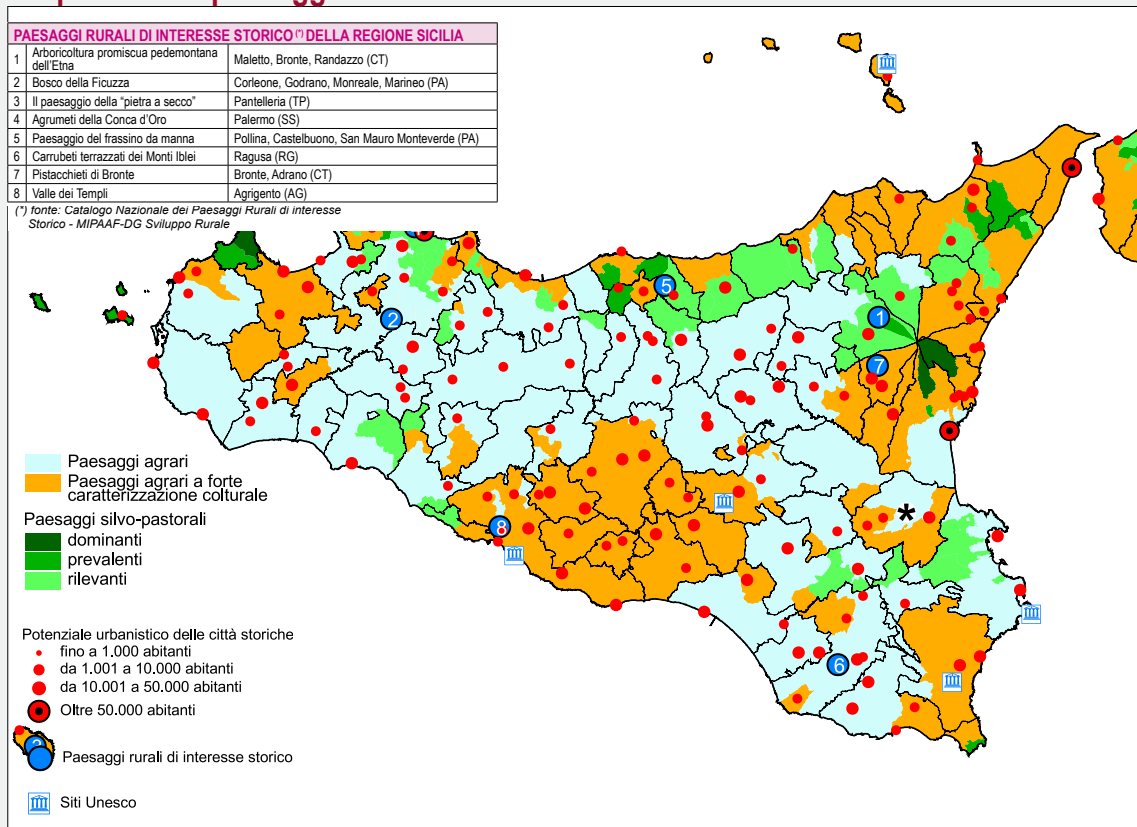 PAESAGGI RURALI DI INTERESSE STORICO (*) DELLA REGIONE SICILIA
1 Arboricoltura promiscua pedemontana dell'Etna Maletto, Bronte, Randazzo (CT)
2 Bosco della Ficuzza Corleone, Godrano, Monreale, Marineo (PA)
3 Il paesaggio della "pietra a secco" Pantelleria (TP)
4 Agrumeti della Conca d'Oro Palermo (SS)
5 Paesaggio del frassino da manna Pollina, Castelbuono, San Mauro Monteverde (PA)
6 Carrubeti terrazzati dei Monti Iblei Ragusa (RG)
7 Pistacchieti di Bronte Bronte, Adrano (CT)
8 Valle dei Templi Agrigento (AG)
(*) fonte: Catalogo Nazionale dei Paesaggi Rurali di interesse
Storico - MIPAAF-DG Sviluppo Rurale
5
1
2
7
8
*
6
Paesaggi agrari
Paesaggi agrari a forte
caratterizzazione colturale
Paesaggi silvo-pastorali
dominanti
prevalenti
rilevanti
Potenziale urbanistico delle città storiche
fino a 1.000 abitanti
da 1.001 a 10.000 abitanti
da 10.001 a 50.000 abitanti
Oltre 50.000 abitanti
Paesaggi rurali di interesse storico
Siti Unesco